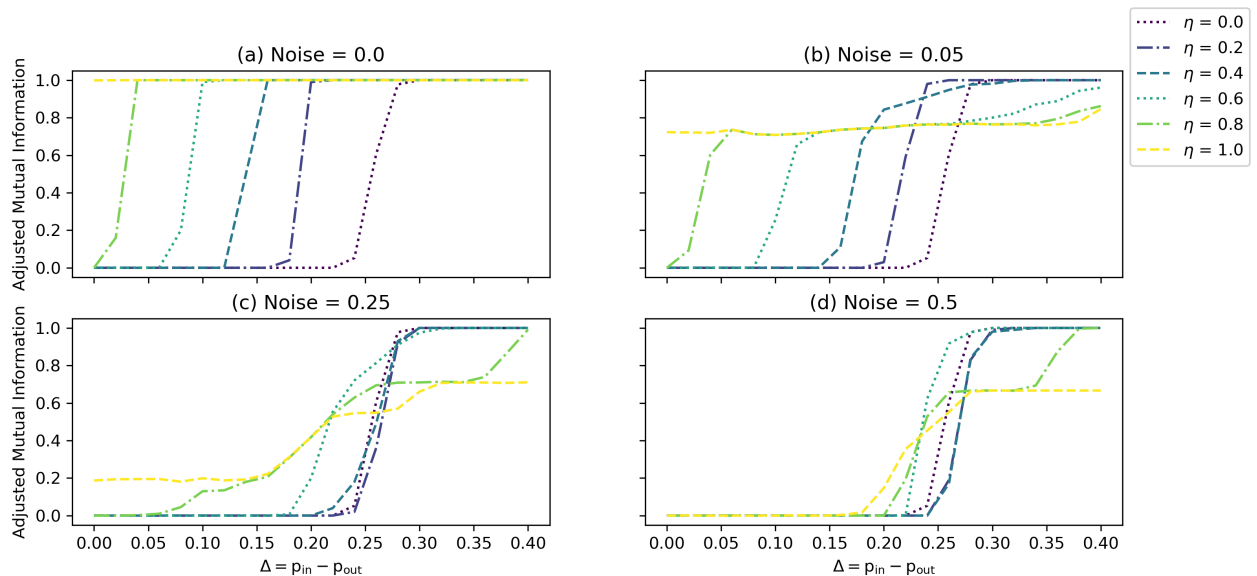 (a) Noise = 0.0
Adjusted Mutual Information
1.0
0.8
0.6
0.4
0.2
0.0
(b) Noise = 0.05
η = 0.0
η = 0.2
η = 0.4
η = 0.6
η = 0.8
η = 1.0
(c) Noise = 0.25
Adjusted Mutual Information
1.0
0.8
0.6
0.4
0.2
0.0
0.00 0.05 0.10 0.15 0.20 0.25 0.30 0.35 0.40
Δ = p_in − p_out
(d) Noise = 0.5
0.00 0.05 0.10 0.15 0.20 0.25 0.30 0.35 0.40
Δ = p_in − p_out